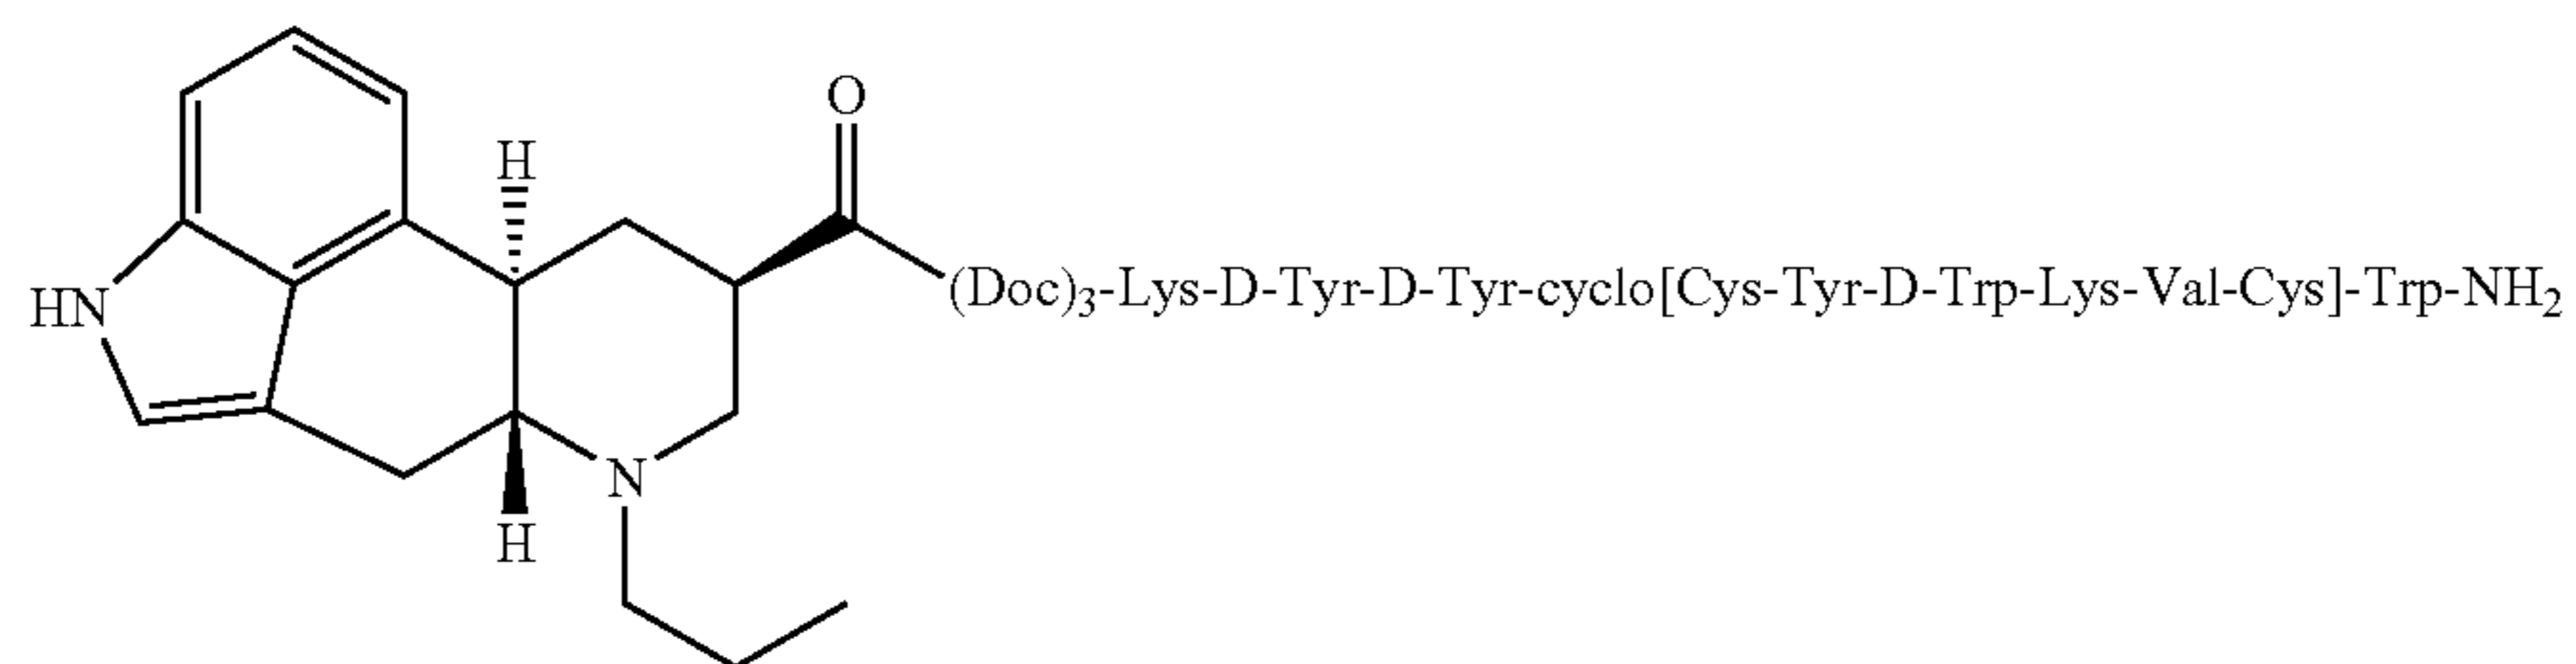 O
H
HN
(Doc)3-Lys-D-Tyr-D-Tyr-cyclo[Cys-Tyr-D-Trp-Lys-Val-Cys]-Trp-NH2
N
H